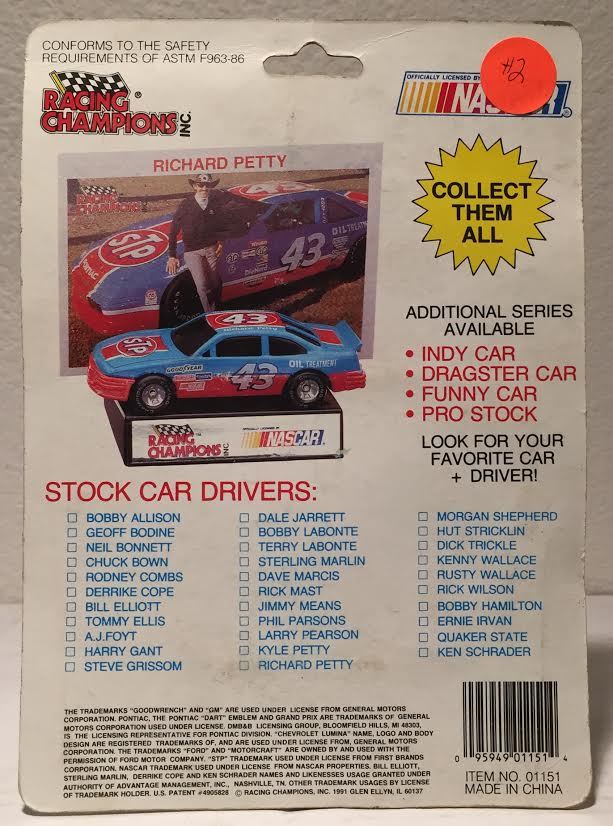 CONFORMS TO THE SAFETY
REQUIREMENTS OF ASTM F963-86
RACING
CHAMPIONS INC.
®
OFFICIALLY LICENSED BY
#2
RICHARD PETTY
RACING
CHAMPIONS
STP
Pontiac
43
OIL TREATM
COLLECT
THEM
ALL
43
Richard Petty
STP
GOODYEAR
43
OIL TREATMENT
RACING
CHAMPIONS INC
NASCAR
ADDITIONAL SERIES
AVAILABLE
• INDY CAR
• DRAGSTER CAR
• FUNNY CAR
• PRO STOCK
LOOK FOR YOUR
FAVORITE CAR
+ DRIVER!
STOCK CAR DRIVERS:
BOBBY ALLISON
GEOFF BODINE
NEIL BONNETT
CHUCK BOWN
RODNEY COMBS
DERRIKE COPE
BILL ELLIOTT
TOMMY ELLIS
A.J.FOYT
HARRY GANT
STEVE GRISSOM
DALE JARRETT
BOBBY LABONTE
TERRY LABONTE
STERLING MARLIN
DAVE MARCIS
RICK MAST
JIMMY MEANS
PHIL PARSONS
LARRY PEARSON
KYLE PETTY
RICHARD PETTY
MORGAN SHEPHERD
HUT STRICKLIN
DICK TRICKLE
KENNY WALLACE
RUSTY WALLACE
RICK WILSON
BOBBY HAMILTON
ERNIE IRVAN
QUAKER STATE
KEN SCHRADER
THE TRADEMARKS "GOODWRENCH" AND "GM" ARE USED UNDER LICENSE FROM GENERAL MOTORS
CORPORATION. PONTIAC, THE PONTIAC "DART" EMBLEM AND GRAND PRIX ARE TRADEMARKS OF GENERAL
MOTORS CORPORATION USED UNDER LICENSE. DMB&B LICENSING GROUP, BLOOMFIELD HILLS, MI 48303,
IS THE LICENSING REPRESENTATIVE FOR PONTIAC DIVISION. "CHEVROLET LUMINA" NAME, LOGO AND BODY
DESIGN ARE REGISTERED TRADEMARKS OF, AND ARE USED UNDER LICENSE FROM, GENERAL MOTORS
CORPORATION. THE TRADEMARKS "FORD" AND "MOTORCRAFT" ARE OWNED BY AND USED WITH THE
PERMISSION OF FORD MOTOR COMPANY. "STP" TRADEMARK USED UNDER LICENSE FROM FIRST BRANDS
CORPORATION, NASCAR TRADEMARK USED UNDER LICENSE FROM NASCAR PROPERTIES. BILL ELLIOTT,
STERLING MARLIN, DERRIKE COPE AND KEN SCHRADER NAMES AND LIKENESSES USAGE GRANTED UNDER
AUTHORITY OF ADVANTAGE MANAGEMENT, INC., NASHVILLE, TN. OTHER TRADEMARK USAGES BY LICENSE
OF TRADEMARK HOLDER. U.S. PATENT #4905828 © RACING CHAMPIONS, INC. 1991 GLEN ELLYN, IL 60137
0 95949 01151 4
ITEM NO. 01151
MADE IN CHINA